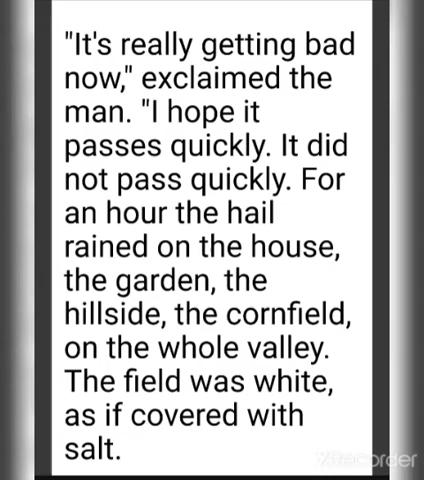 "It's really getting bad
now," exclaimed the
man. "I hope it
passes quickly. It did
not pass quickly. For
an hour the hail
rained on the house,
the garden, the
hillside, the cornfield,
on the whole valley.
The field was white,
as if covered with
salt.
XRecorder